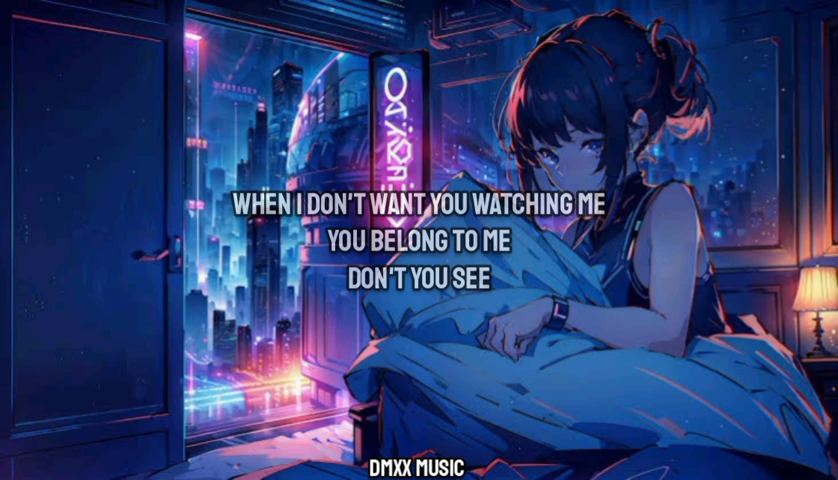 WHEN I DON'T WANT YOU WATCHING ME
YOU BELONG TO ME
DON'T YOU SEE
DMXX MUSIC